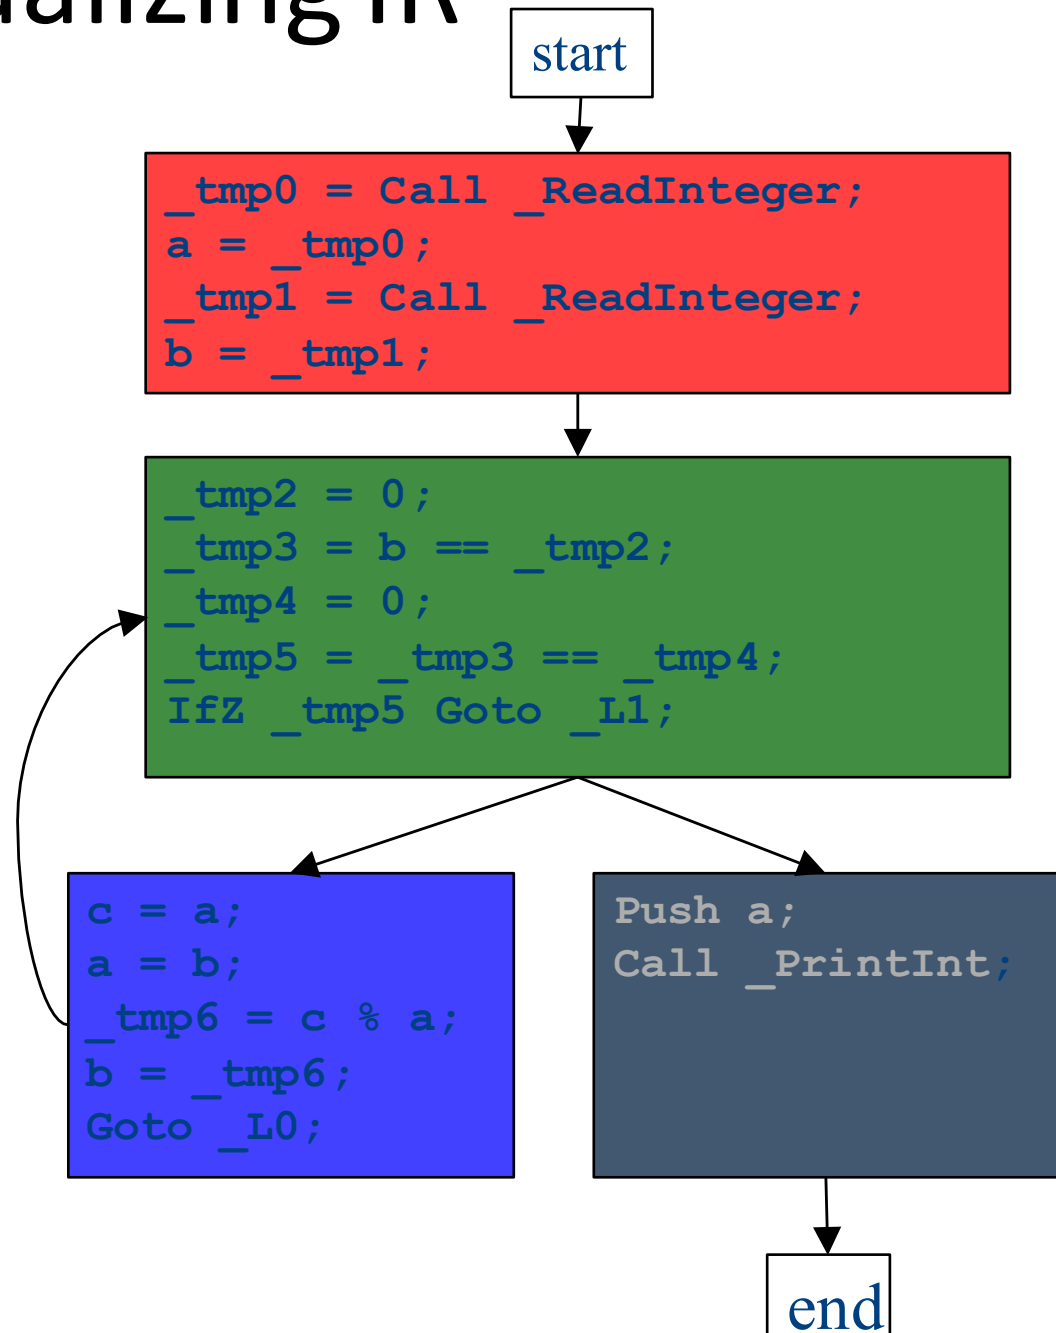 start
_tmp0 = Call _ReadInteger;
a = _tmp0;
_tmp1 = Call _ReadInteger;
b = _tmp1;
_tmp2 = 0;
_tmp3 = b == _tmp2;
_tmp4 = 0;
_tmp5 = _tmp3 == _tmp4;
IfZ _tmp5 Goto _L1;
c = a;
a = b;
_tmp6 = c % a;
b = _tmp6;
Goto _L0;
Push a;
Call _PrintInt;
end